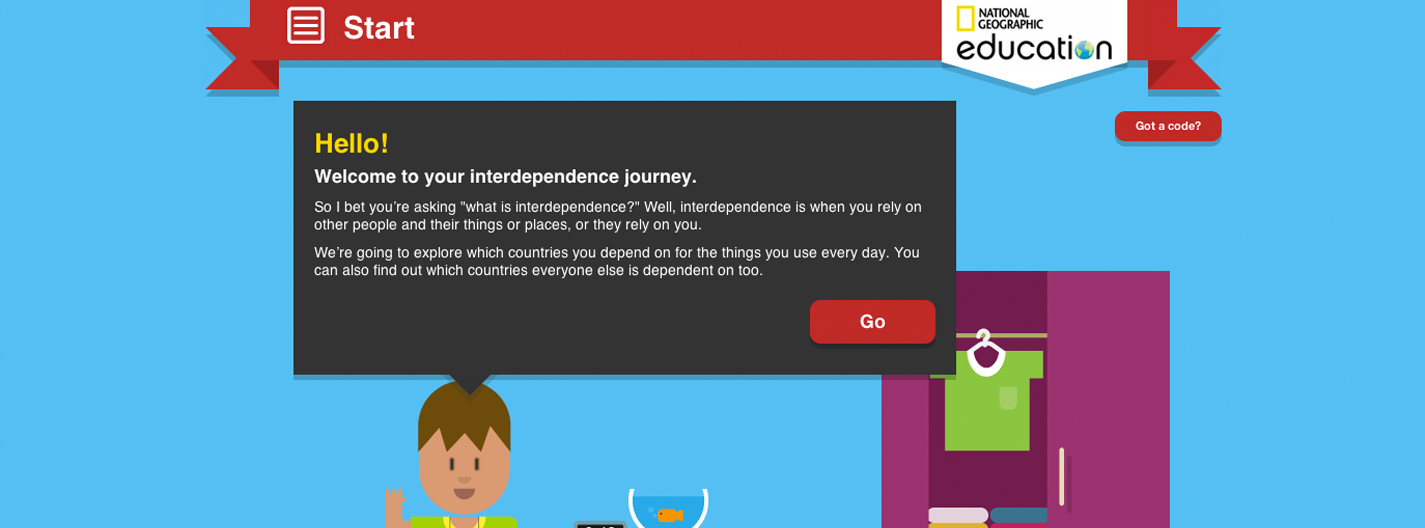 Start
NATIONAL
GEOGRAPHIC
education
Got a code?
Hello!
Welcome to your interdependence journey.
So I bet you’re asking "what is interdependence?" Well, interdependence is when you rely on
other people and their things or places, or they rely on you.
We’re going to explore which countries you depend on for the things you use every day. You
can also find out which countries everyone else is dependent on too.
Go